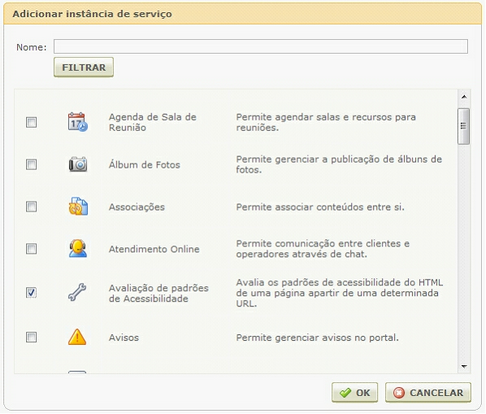 Adicionar instância de serviço
Nome:
FILTRAR
17
Agenda de Sala de
Reunião
Permite agendar salas e recursos para
reuniões.
Álbum de Fotos
Permite gerenciar a publicação de álbuns de
fotos.
Associações
Permite associar conteúdos entre si.
Atendimento Online
Permite comunicação entre clientes e
operadores através de chat.
Avaliação de padrões
de Acessibilidade
Avalia os padrões de acessibilidade do HTML
de uma página apartir de uma determinada
URL.
Avisos
Permite gerenciar avisos no portal.
OK
CANCELAR